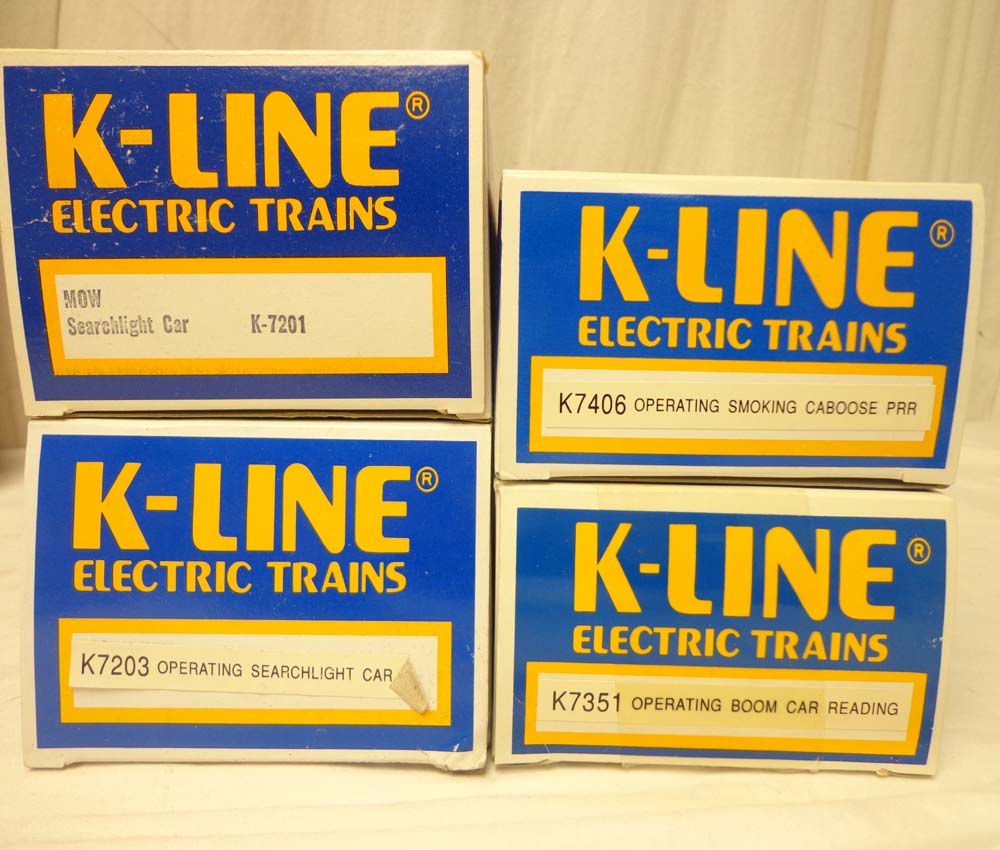 K-LINE®
ELECTRIC TRAINS
MOW
Searchlight Car K-7201
K-LINE®
ELECTRIC TRAINS
K7406 OPERATING SMOKING CABOOSE PRR
K-LINE®
ELECTRIC TRAINS
K7203 OPERATING SEARCHLIGHT CAR
K-LINE®
ELECTRIC TRAINS
K7351 OPERATING BOOM CAR READING